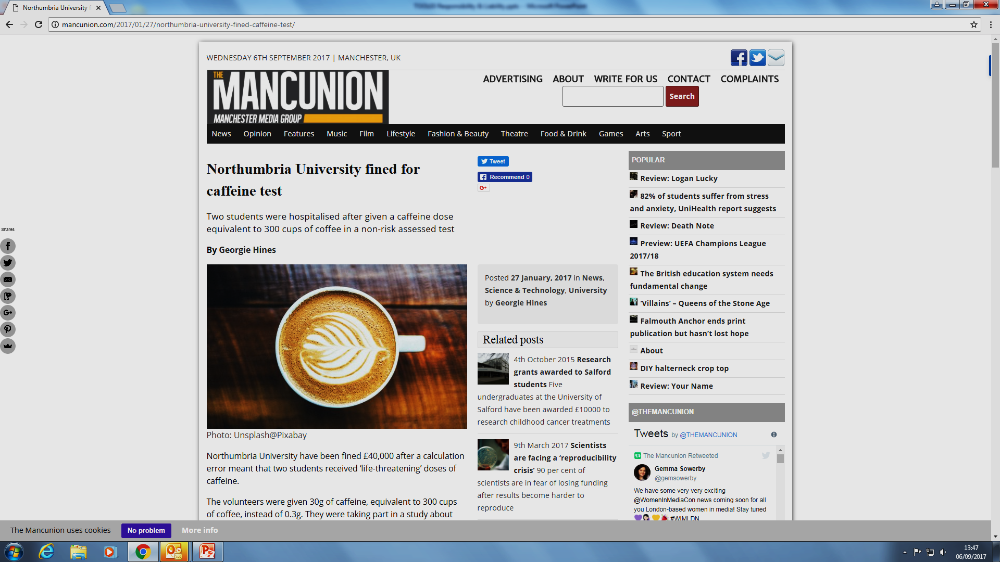 Northumbria University f
mancunion.com/2017/01/27/northumbria-university-fined-caffeine-test/
WEDNESDAY 6TH SEPTEMBER 2017 | MANCHESTER, UK
THE
MANCUNION
MANCHESTER MEDIA GROUP
ADVERTISING ABOUT WRITE FOR US CONTACT COMPLAINTS
Search
News Opinion Features Music Film Lifestyle Fashion & Beauty Theatre Food & Drink Games Arts Sport
Northumbria University fined for
caffeine test
Two students were hospitalised after given a caffeine dose
equivalent to 300 cups of coffee in a non-risk assessed test
By Georgie Hines
Photo: Unsplash@Pixabay
Northumbria University have been fined £40,000 after a calculation
error meant that two students received ‘life-threatening’ doses of
caffeine.
The volunteers were given 30g of caffeine, equivalent to 300 cups
of coffee, instead of 0.3g. They were taking part in a study about
Tweet
Recommend 0
G+
Posted 27 January, 2017 in News,
Science & Technology, University
by Georgie Hines
Related posts
4th October 2015 Research
grants awarded to Salford
students Five
undergraduates at the University of
Salford have been awarded £10000 to
research childhood cancer treatments
9th March 2017 Scientists
are facing a ‘reproducibility
crisis’ 90 per cent of
scientists are in fear of losing funding
after results become harder to
reproduce
POPULAR
Review: Logan Lucky
82% of students suffer from stress
and anxiety, UniHealth report suggests
Review: Death Note
Preview: UEFA Champions League
2017/18
The British education system needs
fundamental change
‘Villains’ – Queens of the Stone Age
Falmouth Anchor ends print
publication but hasn’t lost hope
About
DIY halterneck crop top
Review: Your Name
@THEMANCUNION
Tweets by @THEMANCUNION
The Mancunion Retweeted
Gemma Sowerby
@gemsowerby
We have some very very exciting
@WomenInMediaCon news coming soon for all
you London-based women in media! Stay tuned
#WIMLDN
Shares
The Mancunion uses cookies No problem More info
13:47
06/09/2017